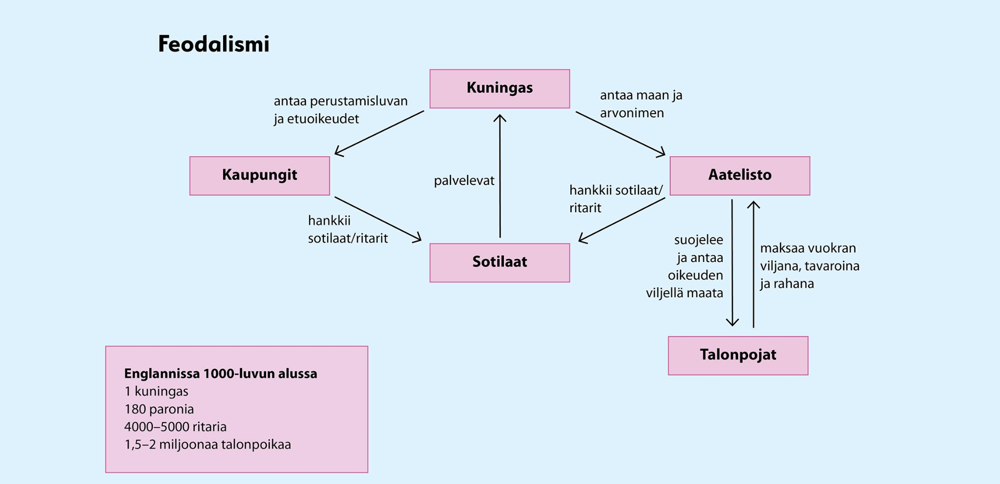 Feodalismi
Kuningas
antaa perustamisluvan
ja etuoikeudet
antaa maan ja
arvonimen
Kaupungit
palvelevat
Aatelisto
hankkii sotilaat/
ritarit
hankkii
sotilaat/ritarit
Sotilaat
suojelee
ja antaa
oikeuden
viljellä maata
maksaa vuokran
viljana, tavaroina
ja rahana
Talonpojat
Englannissa 1000-luvun alussa
1 kuningas
180 paronia
4000–5000 ritaria
1,5–2 miljoonaa talonpoikaa